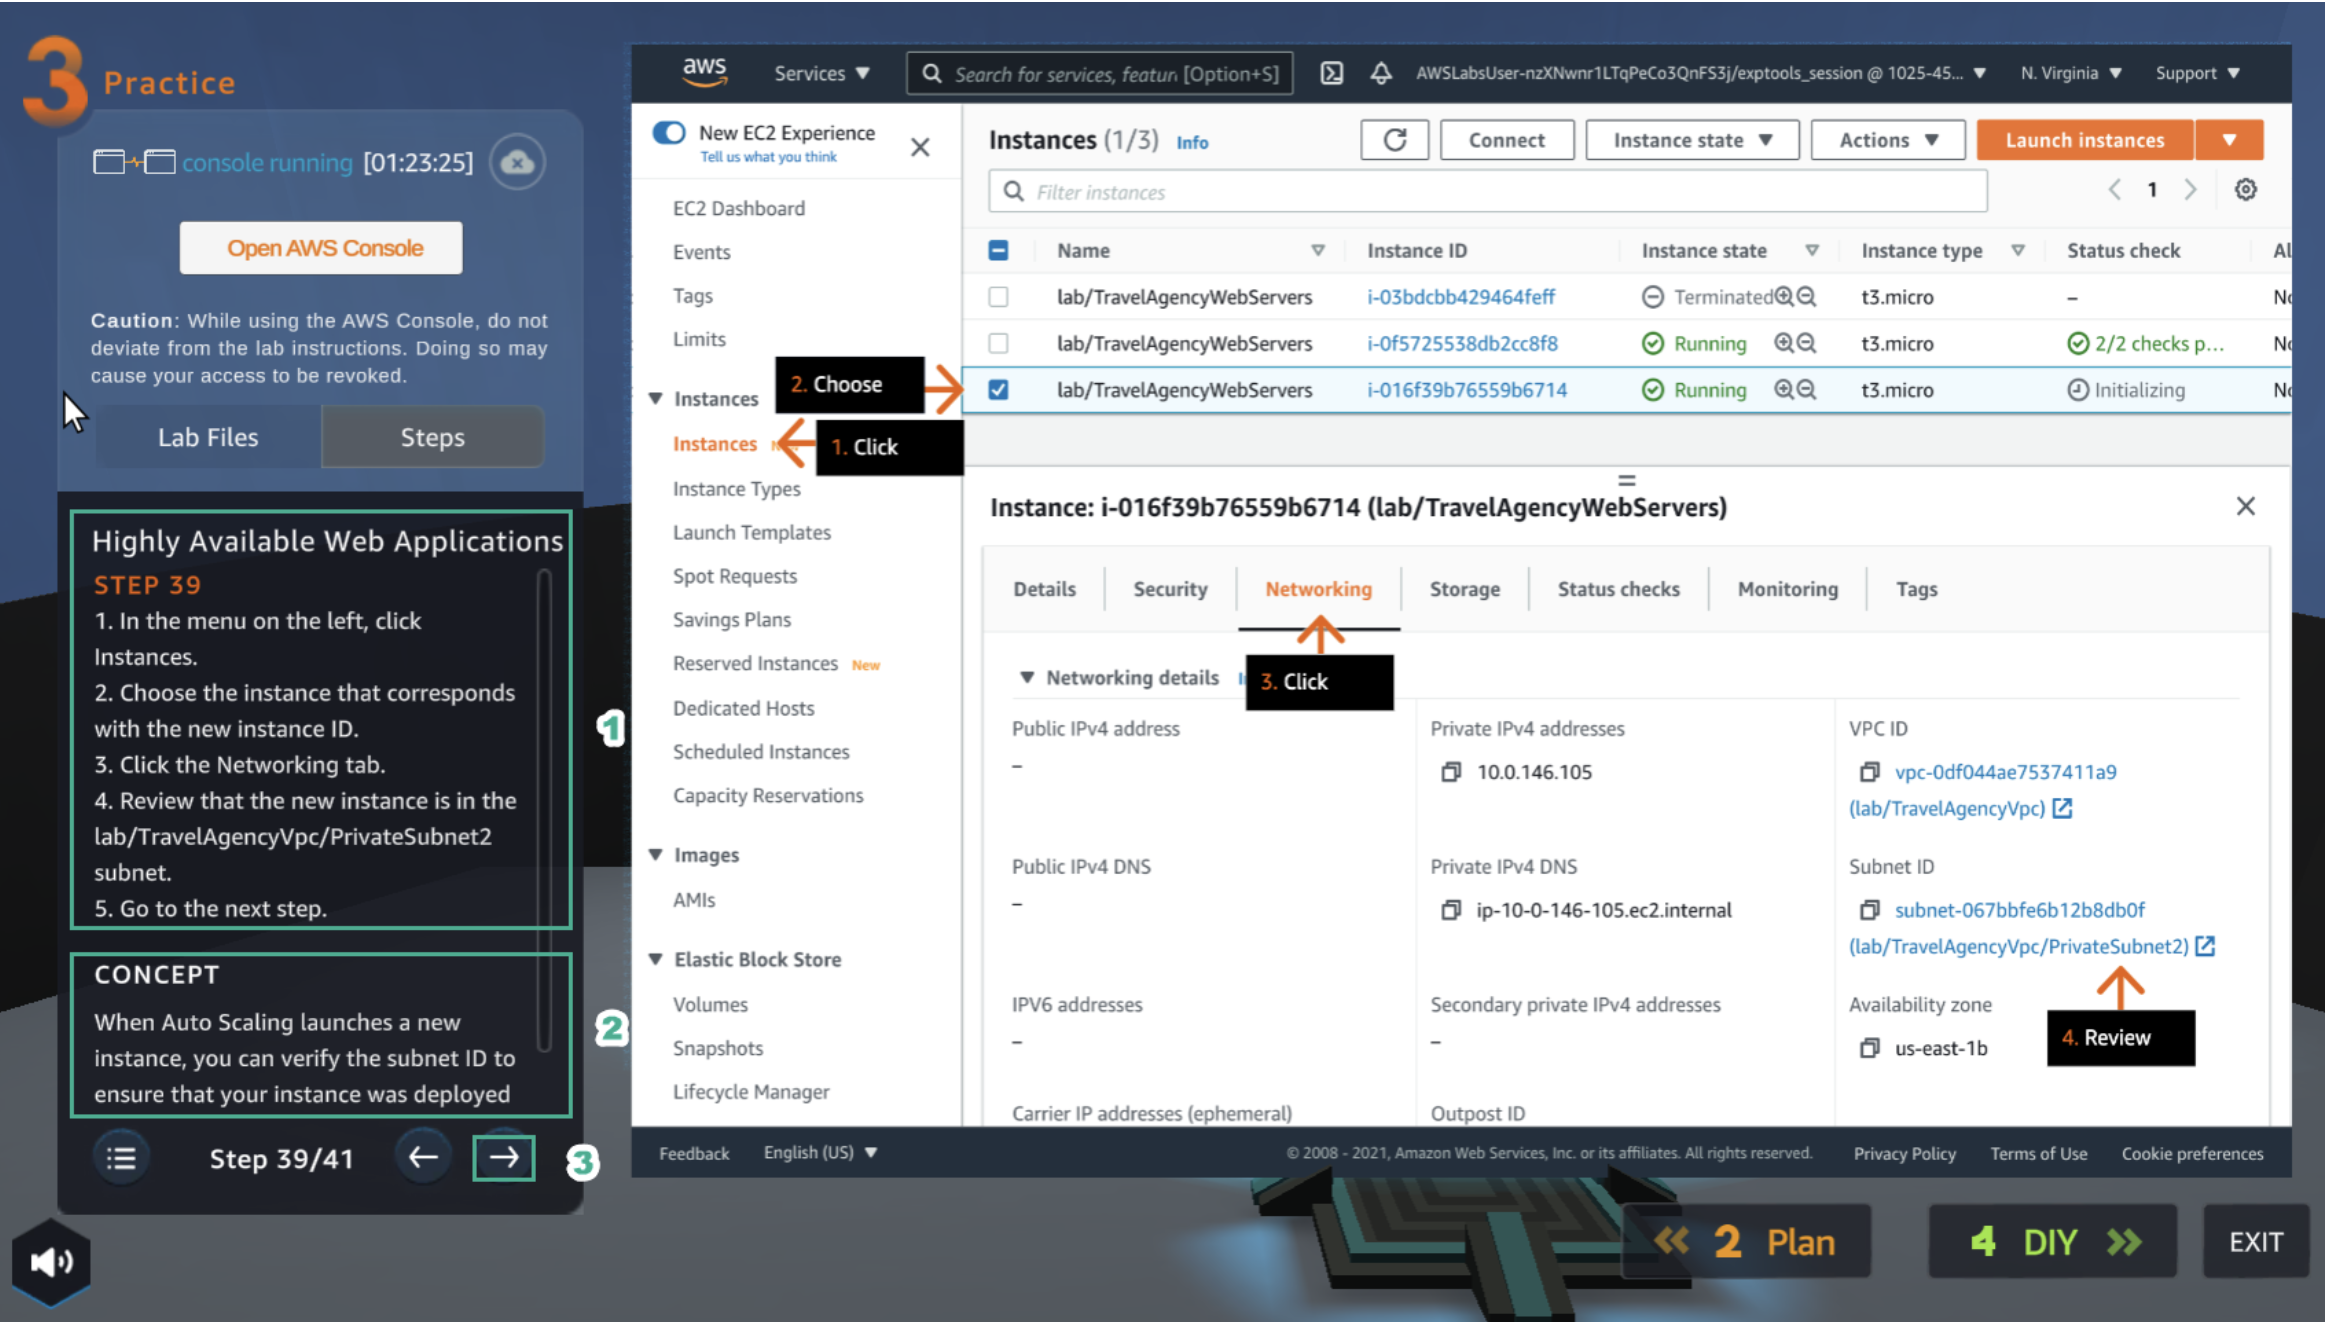 3 Practice
console running [01:23:25]
Open AWS Console
Caution: While using the AWS Console, do not
deviate from the lab instructions. Doing so may
cause your access to be revoked.
Lab Files
Steps
Highly Available Web Applications
STEP 39
1. In the menu on the left, click
Instances.
2. Choose the instance that corresponds
with the new instance ID.
3. Click the Networking tab.
4. Review that the new instance is in the
lab/TravelAgencyVpc/PrivateSubnet2
subnet.
5. Go to the next step.
1
CONCEPT
When Auto Scaling launches a new
instance, you can verify the subnet ID to
ensure that your instance was deployed
2
Step 39/41
3
aws
Services
Search for services, featur [Option+S]
AWSLabsUser-nzXNwnr1LTqPeCo3QnFS3j/exptools_session @ 1025-45...
N. Virginia
Support
New EC2 Experience
Tell us what you think
EC2 Dashboard
Events
Tags
Limits
Instances
Instances
Instance Types
Launch Templates
Spot Requests
Savings Plans
Reserved Instances New
Dedicated Hosts
Scheduled Instances
Capacity Reservations
Images
AMIs
Elastic Block Store
Volumes
Snapshots
Lifecycle Manager
2. Choose
1. Click
Instances (1/3) Info
Connect
Instance state
Actions
Launch instances
Filter instances
1
Name Instance ID Instance state Instance type Status check Al
lab/TravelAgencyWebServers i-03bdcbb429464feff Terminated t3.micro – No
lab/TravelAgencyWebServers i-0f5725538db2cc8f8 Running t3.micro 2/2 checks p... No
lab/TravelAgencyWebServers i-016f39b76559b6714 Running t3.micro Initializing No
Instance: i-016f39b76559b6714 (lab/TravelAgencyWebServers)
Details Security Networking Storage Status checks Monitoring Tags
Networking details
3. Click
Public IPv4 address
–
Private IPv4 addresses
10.0.146.105
VPC ID
vpc-0df044ae7537411a9
(lab/TravelAgencyVpc)
Public IPv4 DNS
–
Private IPv4 DNS
ip-10-0-146-105.ec2.internal
Subnet ID
subnet-067bbfe6b12b8db0f
(lab/TravelAgencyVpc/PrivateSubnet2)
IPV6 addresses
–
Secondary private IPv4 addresses
–
Availability zone
us-east-1b
4. Review
Carrier IP addresses (ephemeral)
Outpost ID
Feedback
English (US)
© 2008 - 2021, Amazon Web Services, Inc. or its affiliates. All rights reserved.
Privacy Policy
Terms of Use
Cookie preferences
2 Plan
4 DIY
EXIT